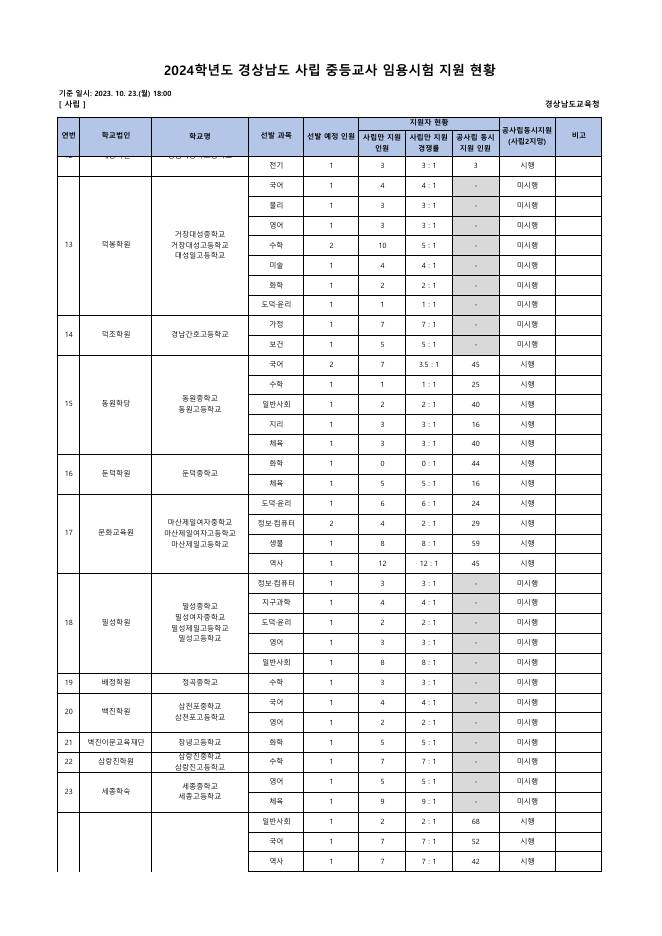 2024학년도 경상남도 사립 중등교사 임용시험 지원 현황
기준 일시: 2023. 10. 23.(월) 18:00
[ 사립 ] 경상남도교육청
연번 학교법인 학교명 선발 과목 선발 예정 인원 지원자 현황 공사립동시지원 (사립2지망) 비고
사립만 지원 인원 사립만 지원 경쟁률 공사립 동시 지원 인원
전기 1 3 3 : 1 3 시행
13 덕봉학원 거창대성중학교 거창대성고등학교 대성일고등학교 국어 1 4 4 : 1 - 미시행
물리 1 3 3 : 1 - 미시행
영어 1 3 3 : 1 - 미시행
수학 2 10 5 : 1 - 미시행
미술 1 4 4 : 1 - 미시행
화학 1 2 2 : 1 - 미시행
도덕·윤리 1 1 1 : 1 - 미시행
14 덕조학원 경남간호고등학교 가정 1 7 7 : 1 - 미시행
보건 1 5 5 : 1 - 미시행
15 동원학당 동원중학교 동원고등학교 국어 2 7 3.5 : 1 45 시행
수학 1 1 1 : 1 25 시행
일반사회 1 2 2 : 1 40 시행
지리 1 3 3 : 1 16 시행
체육 1 3 3 : 1 40 시행
16 둔덕학원 둔덕중학교 화학 1 0 0 : 1 44 시행
체육 1 5 5 : 1 16 시행
17 문화교육원 마산제일여자중학교 마산제일여자고등학교 마산제일고등학교 도덕·윤리 1 6 6 : 1 24 시행
정보·컴퓨터 2 4 2 : 1 29 시행
생물 1 8 8 : 1 59 시행
역사 1 12 12 : 1 45 시행
18 밀성학원 밀성중학교 밀성여자중학교 밀성제일고등학교 밀성고등학교 정보·컴퓨터 1 3 3 : 1 - 미시행
지구과학 1 4 4 : 1 - 미시행
도덕·윤리 1 2 2 : 1 - 미시행
영어 1 3 3 : 1 - 미시행
일반사회 1 8 8 : 1 - 미시행
19 배정학원 정곡중학교 수학 1 3 3 : 1 - 미시행
20 백진학원 삼천포중학교 삼천포고등학교 국어 1 4 4 : 1 - 미시행
영어 1 2 2 : 1 - 미시행
21 벽진이문교육재단 창녕고등학교 화학 1 5 5 : 1 - 미시행
22 삼랑진학원 삼랑진중학교 삼랑진고등학교 수학 1 7 7 : 1 - 미시행
23 세종학숙 세종중학교 세종고등학교 영어 1 5 5 : 1 - 미시행
체육 1 9 9 : 1 - 미시행
일반사회 1 2 2 : 1 68 시행
국어 1 7 7 : 1 52 시행
역사 1 7 7 : 1 42 시행